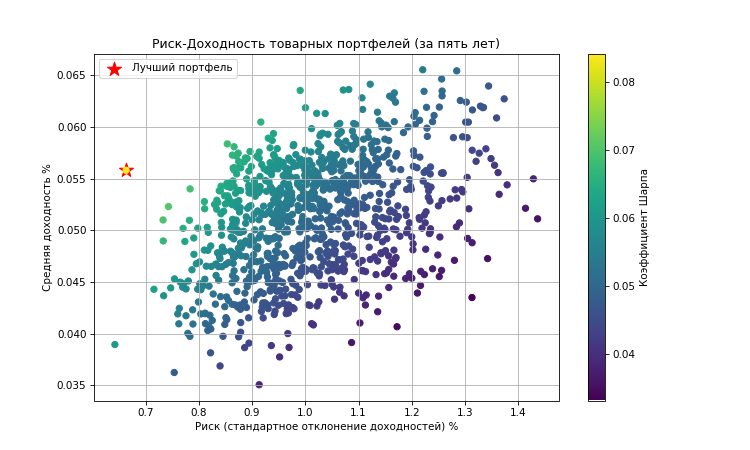 Риск-Доходность товарных портфелей (за пять лет)
Лучший портфель
Средняя доходность %
0.065
0.060
0.055
0.050
0.045
0.040
0.035
0.7 0.8 0.9 1.0 1.1 1.2 1.3 1.4
Риск (стандартное отклонение доходностей) %
0.08
0.07
0.06
0.05
0.04
Коэффициент Шарпа